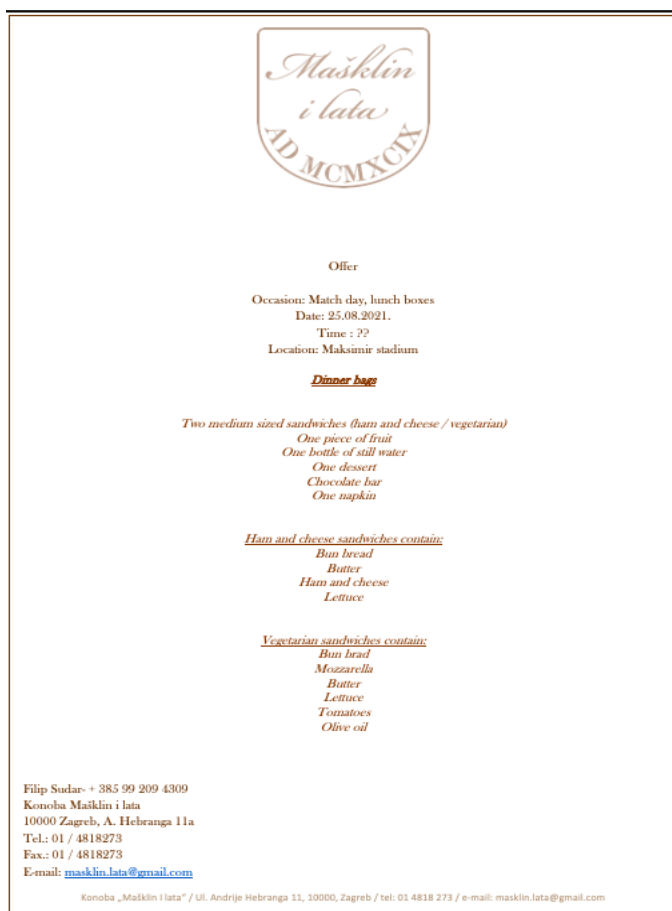 Mašklin
i lata
AD MCMXCIX
Offer
Occasion: Match day, lunch boxes
Date: 25.08.2021.
Time : ??
Location: Maksimir stadium
Dinner bags
Two medium sized sandwiches (ham and cheese / vegetarian)
One piece of fruit
One bottle of still water
One dessert
Chocolate bar
One napkin
Ham and cheese sandwiches contain:
Bun bread
Butter
Ham and cheese
Lettuce
Vegetarian sandwiches contain:
Bun brad
Mozzarella
Butter
Lettuce
Tomatoes
Olive oil
Filip Sudar- + 385 99 209 4309
Konoba Mašklin i lata
10000 Zagreb, A. Hebranga 11a
Tel.: 01 / 4818273
Fax.: 01 / 4818273
E-mail: masklin.lata@gmail.com
Konoba „Mašklin I lata“ / Ul. Andrije Hebranga 11, 10000, Zagreb / tel: 01 4818 273 / e-mail: masklin.lata@gmail.com